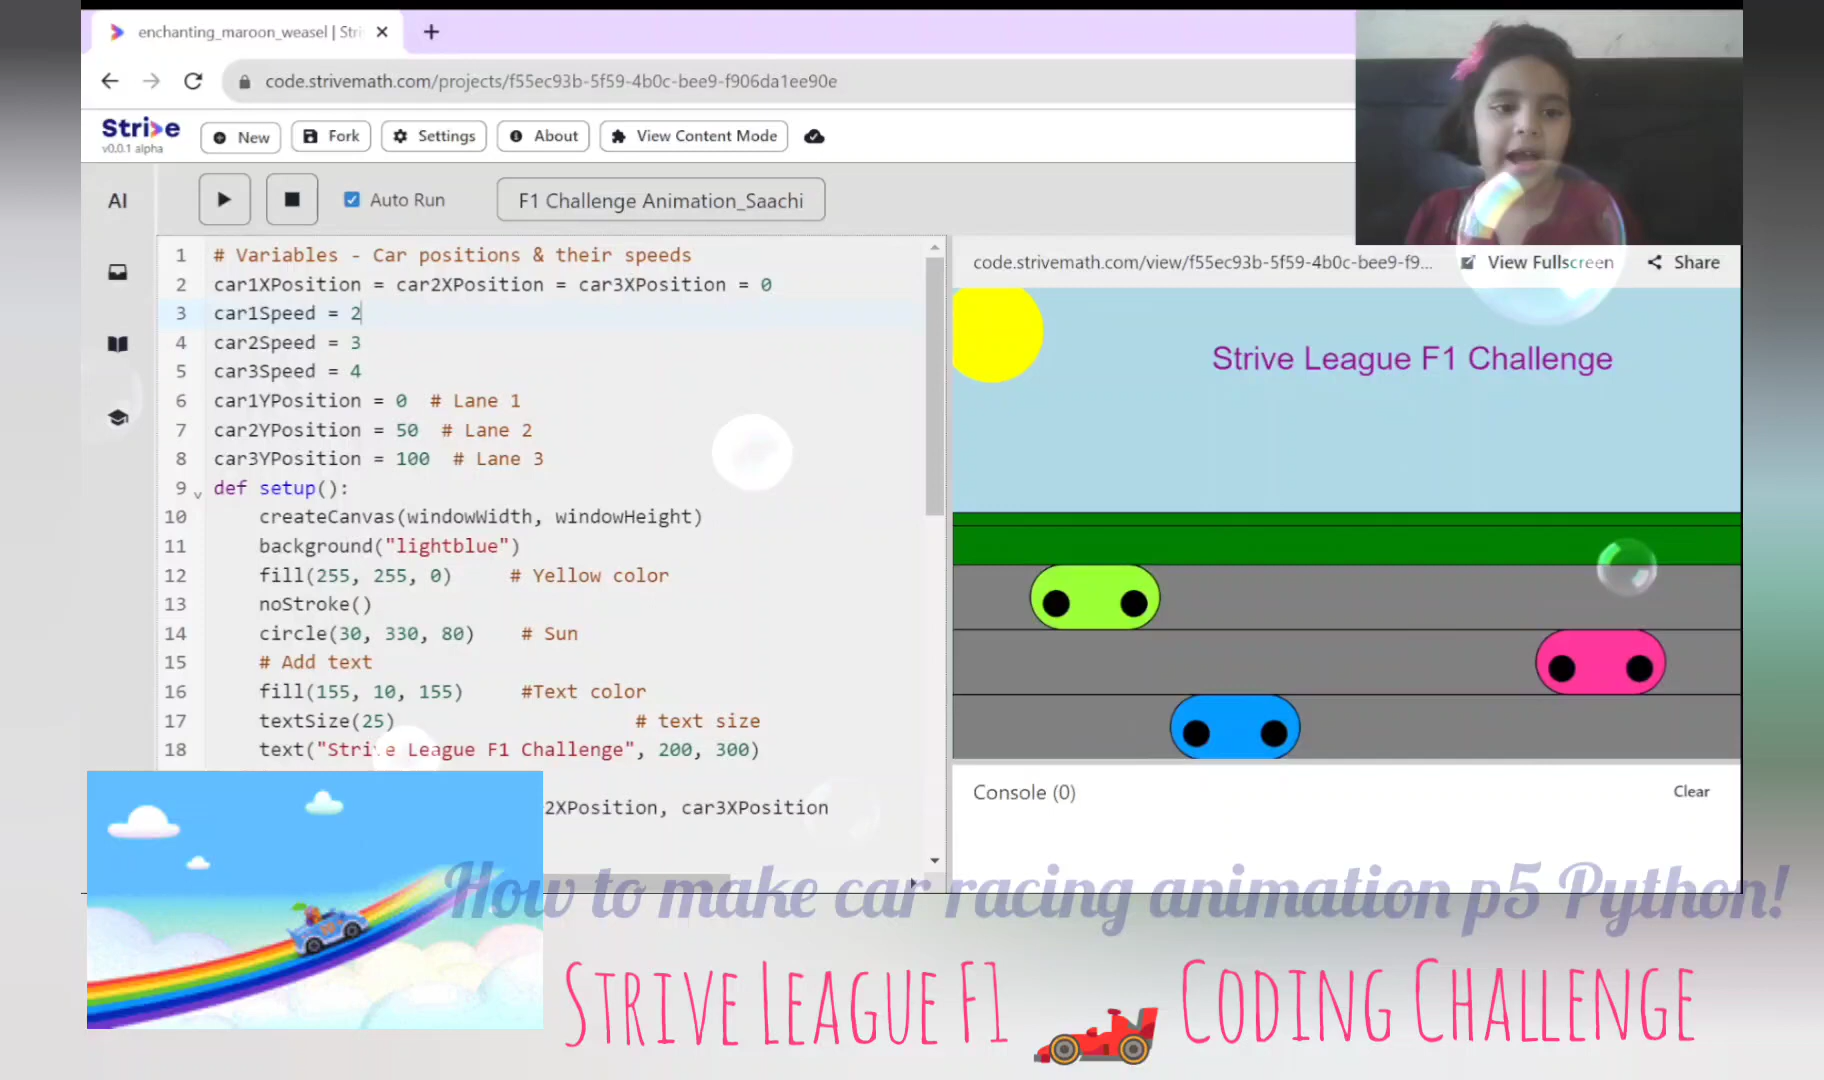 enchanting_maroon_weasel | Stri
code.strivemath.com/projects/f55ec93b-5f59-4b0c-bee9-f906da1ee90e
Strive
v0.0.1 alpha
New
Fork
Settings
About
View Content Mode
AI
Auto Run
F1 Challenge Animation_Saachi
1 # Variables - Car positions & their speeds
2 car1XPosition = car2XPosition = car3XPosition = 0
3 car1Speed = 2
4 car2Speed = 3
5 car3Speed = 4
6 car1YPosition = 0 # Lane 1
7 car2YPosition = 50 # Lane 2
8 car3YPosition = 100 # Lane 3
9 def setup():
10 createCanvas(windowWidth, windowHeight)
11 background("lightblue")
12 fill(255, 255, 0) # Yellow color
13 noStroke()
14 circle(30, 330, 80) # Sun
15 # Add text
16 fill(155, 10, 155) #Text color
17 textSize(25) # text size
18 text("Strive League F1 Challenge", 200, 300)
2XPosition, car3XPosition
code.strivemath.com/view/f55ec93b-5f59-4b0c-bee9-f9...
View Fullscreen
Share
Strive League F1 Challenge
Console (0)
Clear
How to make car racing animation p5 Python!
Strive League F1 Coding Challenge